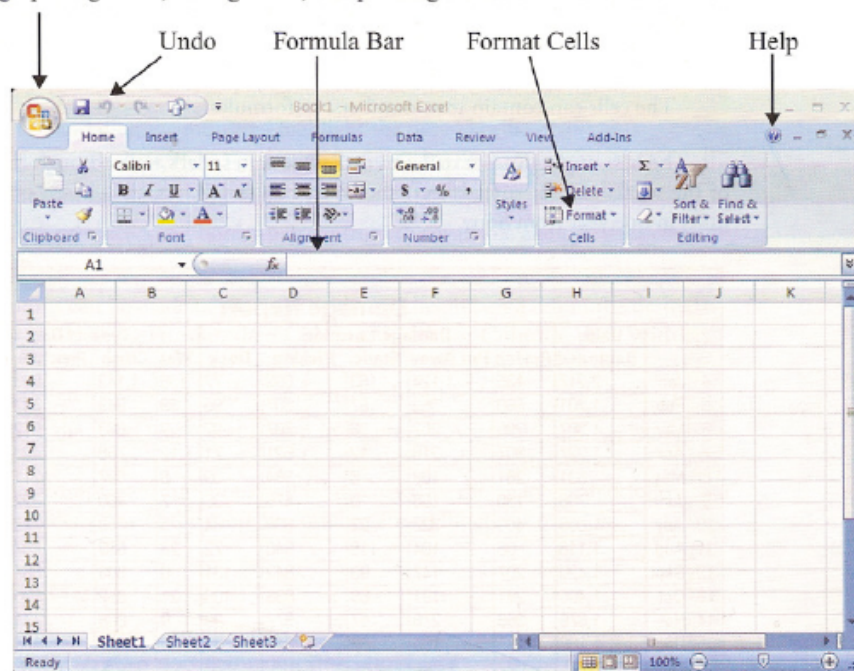 Undo Formula Bar Format Cells Help
Book1 - Microsoft Excel
Home Insert Page Layout Formulas Data Review View Add-Ins
Paste Calibri 11 General Styles Insert Delete Format Sort & Filter Find & Select
B I U A A A $ % ,
Clipboard Font Alignment Number Cells Editing
A1 fx
A B C D E F G H I J K
1
2
3
4
5
6
7
8
9
10
11
12
13
14
15
Sheet1 Sheet2 Sheet3
Ready 100%